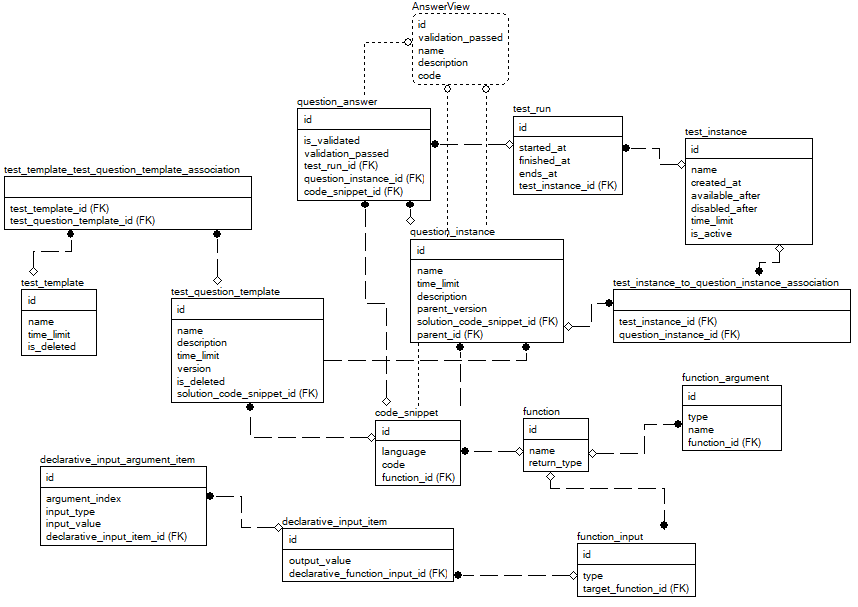 AnswerView
id
validation_passed
name
description
code
question_answer
id
is_validated
validation_passed
test_run_id (FK)
question_instance_id (FK)
code_snippet_id (FK)
test_run
id
started_at
finished_at
ends_at
test_instance_id (FK)
test_instance
id
name
created_at
available_after
disabled_after
time_limit
is_active
test_template_test_question_template_association
test_template_id (FK)
test_question_template_id (FK)
question_instance
id
name
time_limit
description
parent_version
solution_code_snippet_id (FK)
parent_id (FK)
test_template
id
name
time_limit
is_deleted
test_question_template
id
name
description
time_limit
version
is_deleted
solution_code_snippet_id (FK)
test_instance_to_question_instance_association
test_instance_id (FK)
question_instance_id (FK)
function_argument
id
type
name
function_id (FK)
code_snippet
id
language
code
function_id (FK)
function
id
name
return_type
declarative_input_argument_item
id
argument_index
input_type
input_value
declarative_input_item_id (FK)
declarative_input_item
id
output_value
declarative_function_input_id (FK)
function_input
id
type
target_function_id (FK)